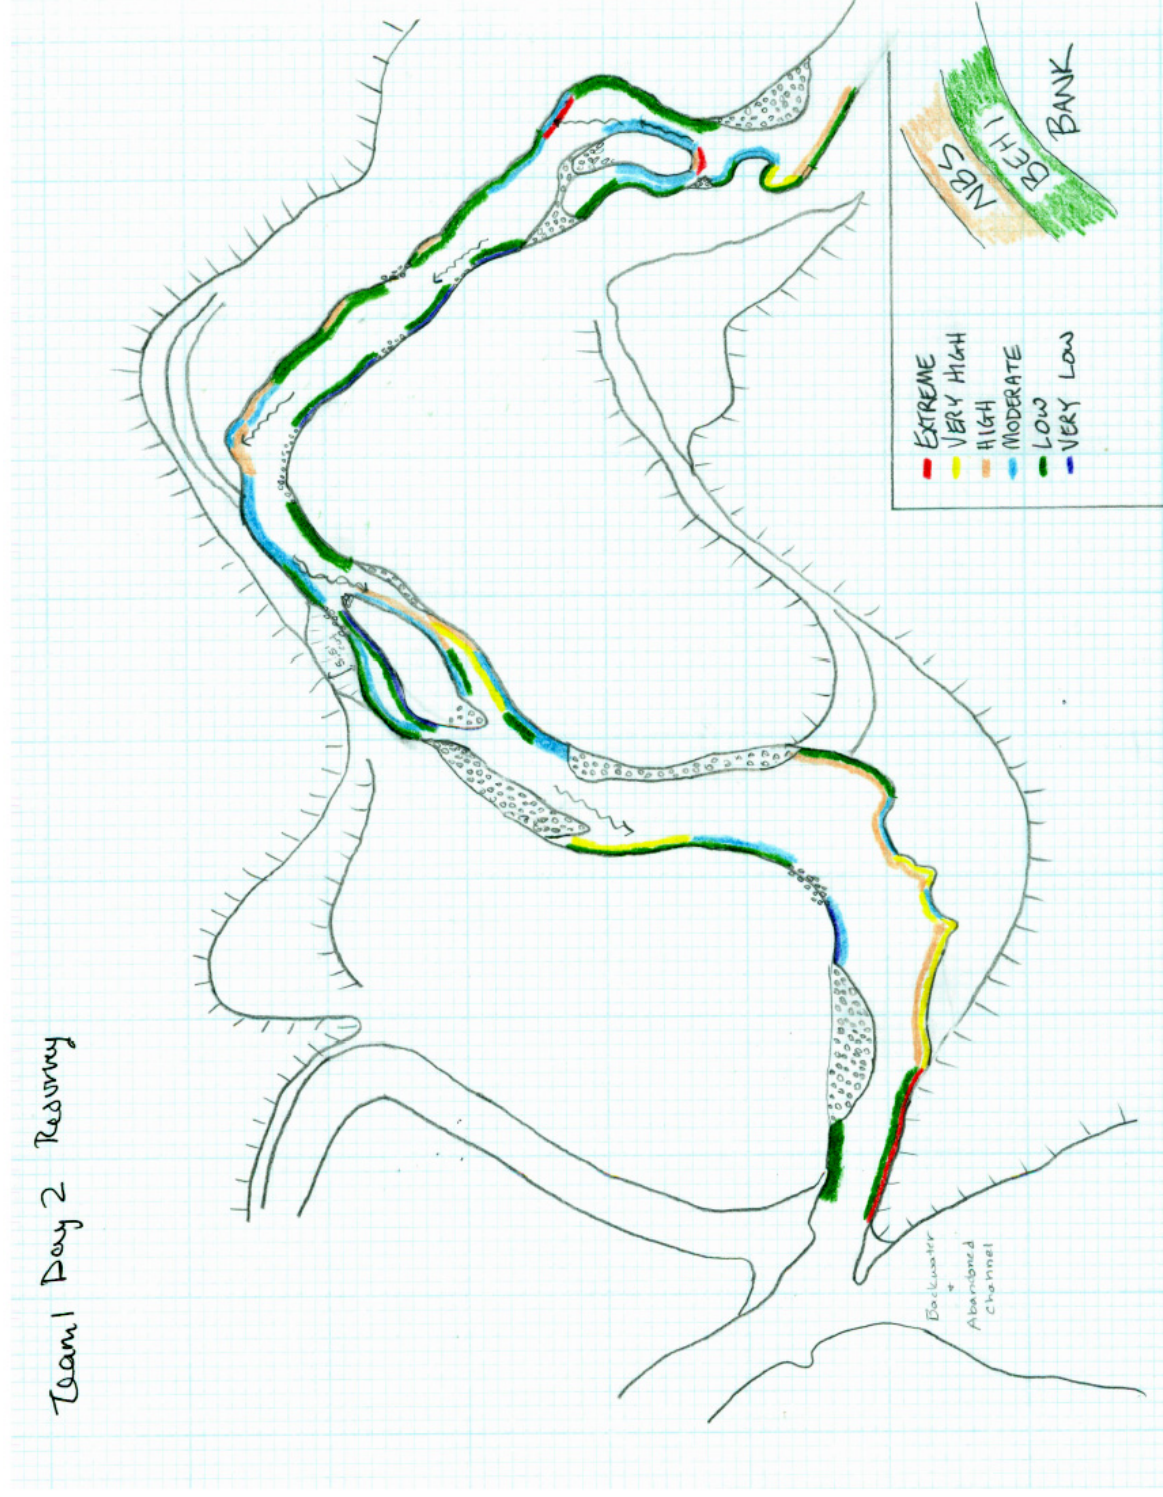 Team 1 Day 2 Resurvey
NBS
BEHI
BANK
EXTREME
VERY HIGH
HIGH
MODERATE
LOW
VERY LOW
Backwater
+
Abandoned
Channel